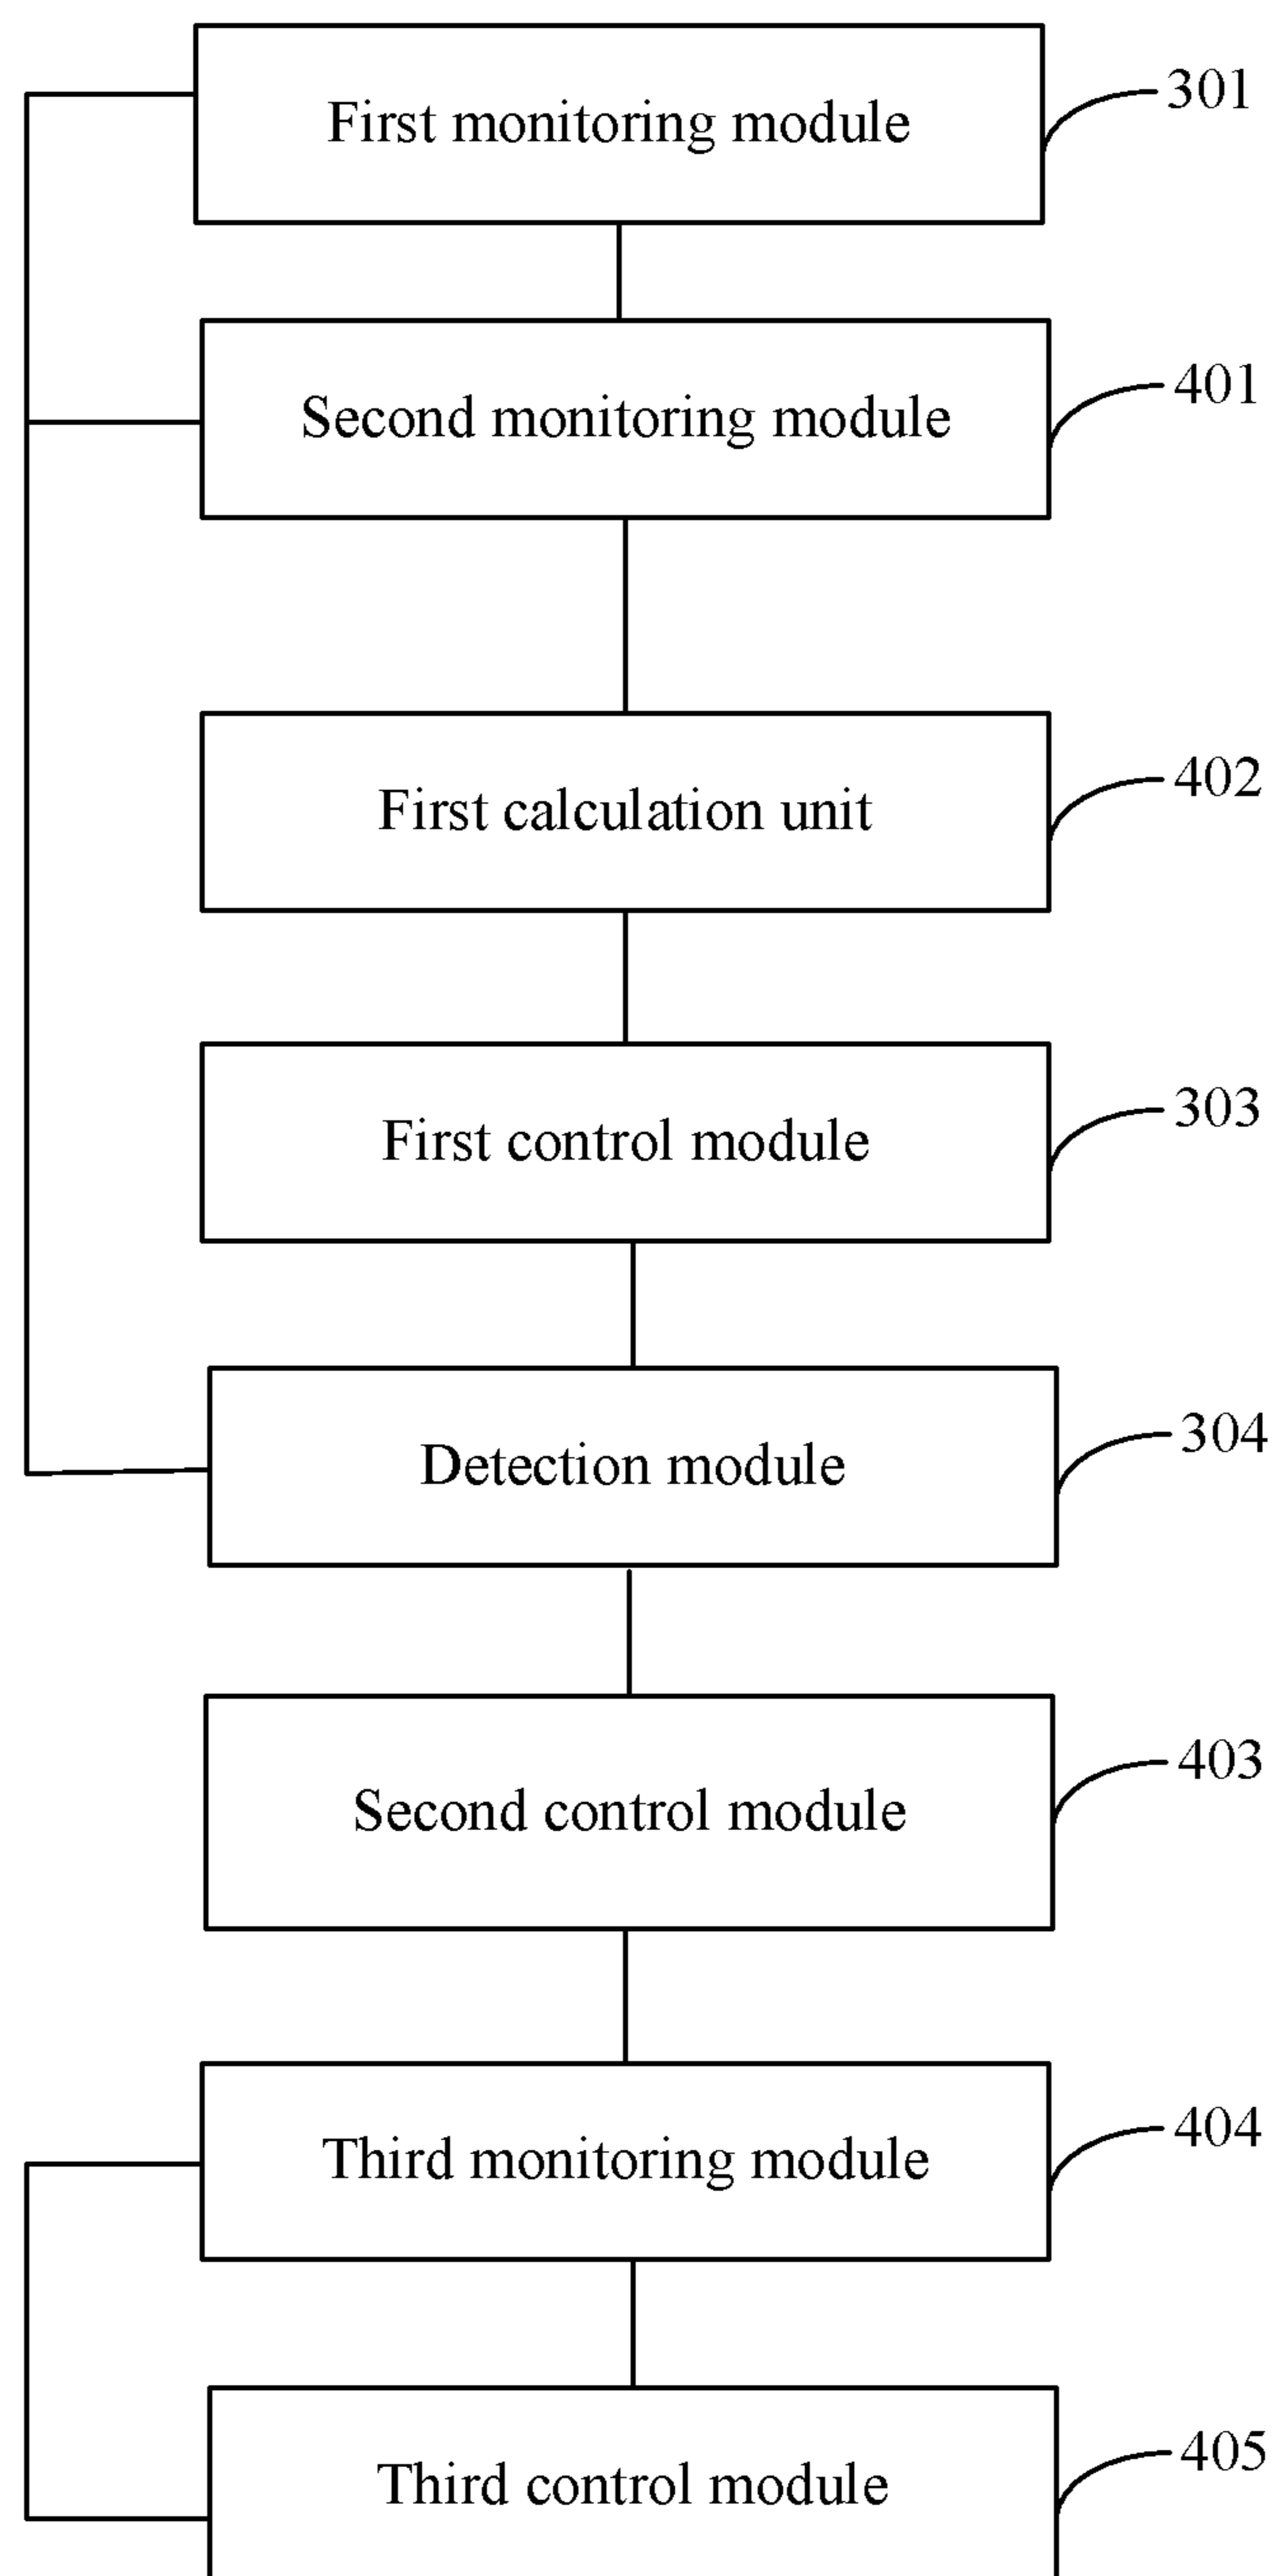 First monitoring module
301
Second monitoring module
401
First calculation unit
402
First control module
303
Detection module
304
Second control module
403
Third monitoring module
404
Third control module
405